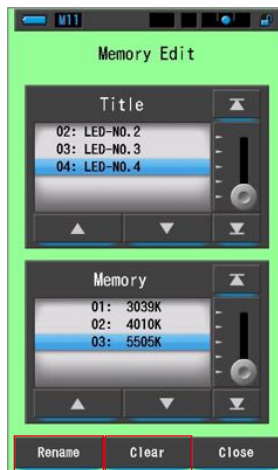 M11
Memory Edit
Title
02: LED-NO.2
03: LED-NO.3
04: LED-NO.4
Memory
01: 3039K
02: 4010K
03: 5505K
Rename Clear Close